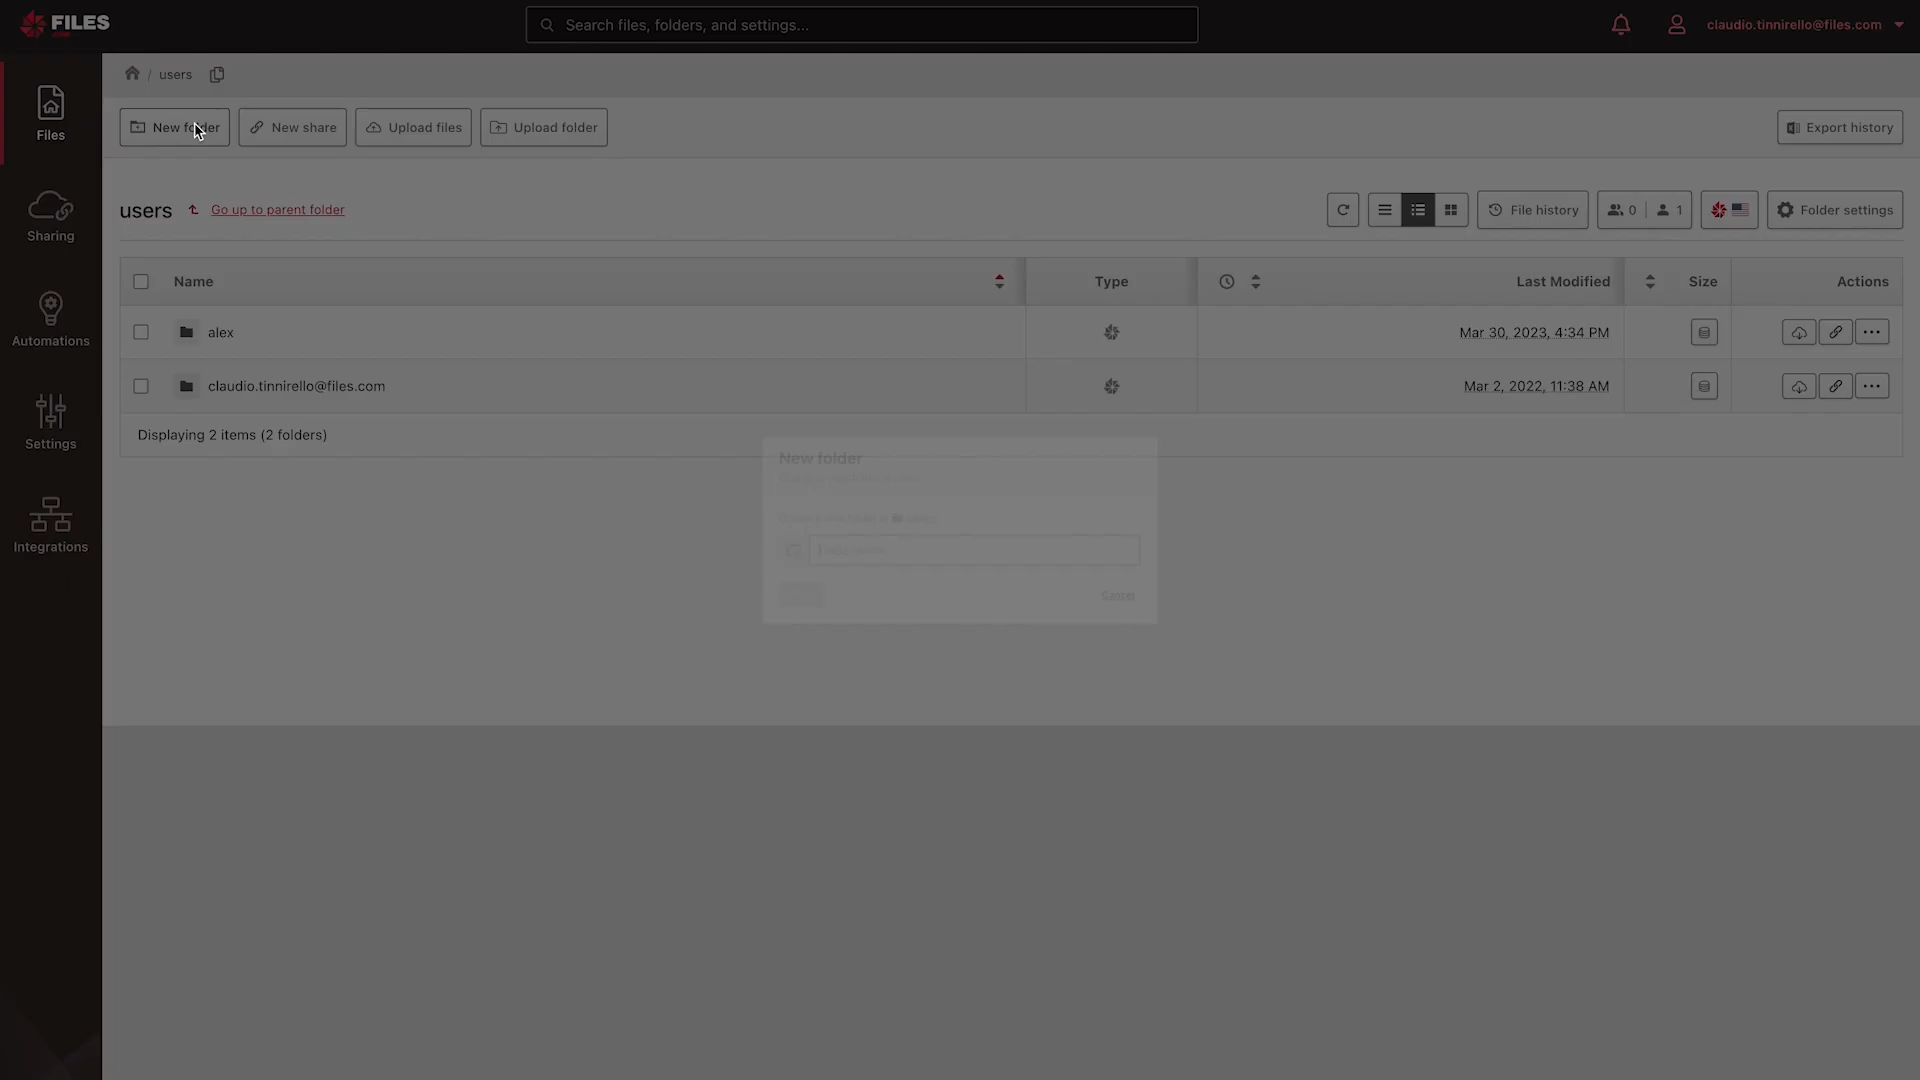 FILES
Search files, folders, and settings...
claudio.tinnirello@files.com
/ users
Files
New folder
New share
Upload files
Upload folder
Export history
users
Go up to parent folder
File history
0
1
Folder settings
Sharing
Name
Type
Last Modified
Size
Actions
alex
Mar 30, 2023, 4:34 PM
Automations
claudio.tinnirello@files.com
Mar 2, 2022, 11:38 AM
Displaying 2 items (2 folders)
Settings
New folder
Integrations
Cancel